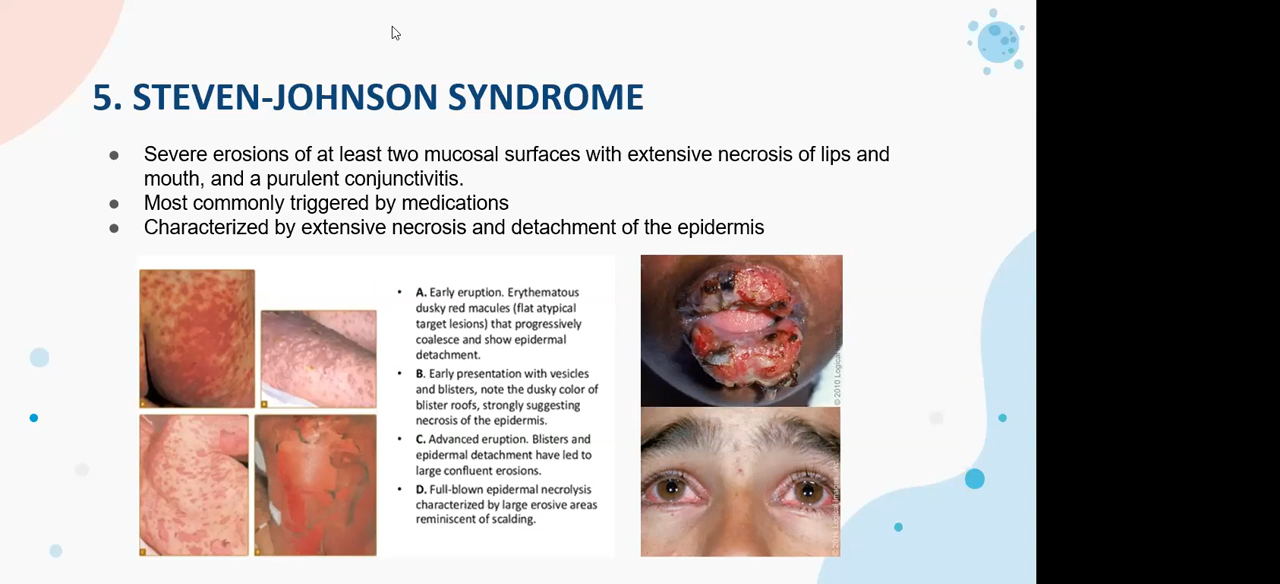 5. STEVEN-JOHNSON SYNDROME
● Severe erosions of at least two mucosal surfaces with extensive necrosis of lips and
mouth, and a purulent conjunctivitis.
● Most commonly triggered by medications
● Characterized by extensive necrosis and detachment of the epidermis
• A. Early eruption. Erythematous
dusky red macules (flat atypical
target lesions) that progressively
coalesce and show epidermal
detachment.
• B. Early presentation with vesicles
and blisters, note the dusky color of
blister roofs, strongly suggesting
necrosis of the epidermis.
• C. Advanced eruption. Blisters and
epidermal detachment have led to
large confluent erosions.
• D. Full-blown epidermal necrolysis
characterized by large erosive areas
reminiscent of scalding.
© 2010 Logical